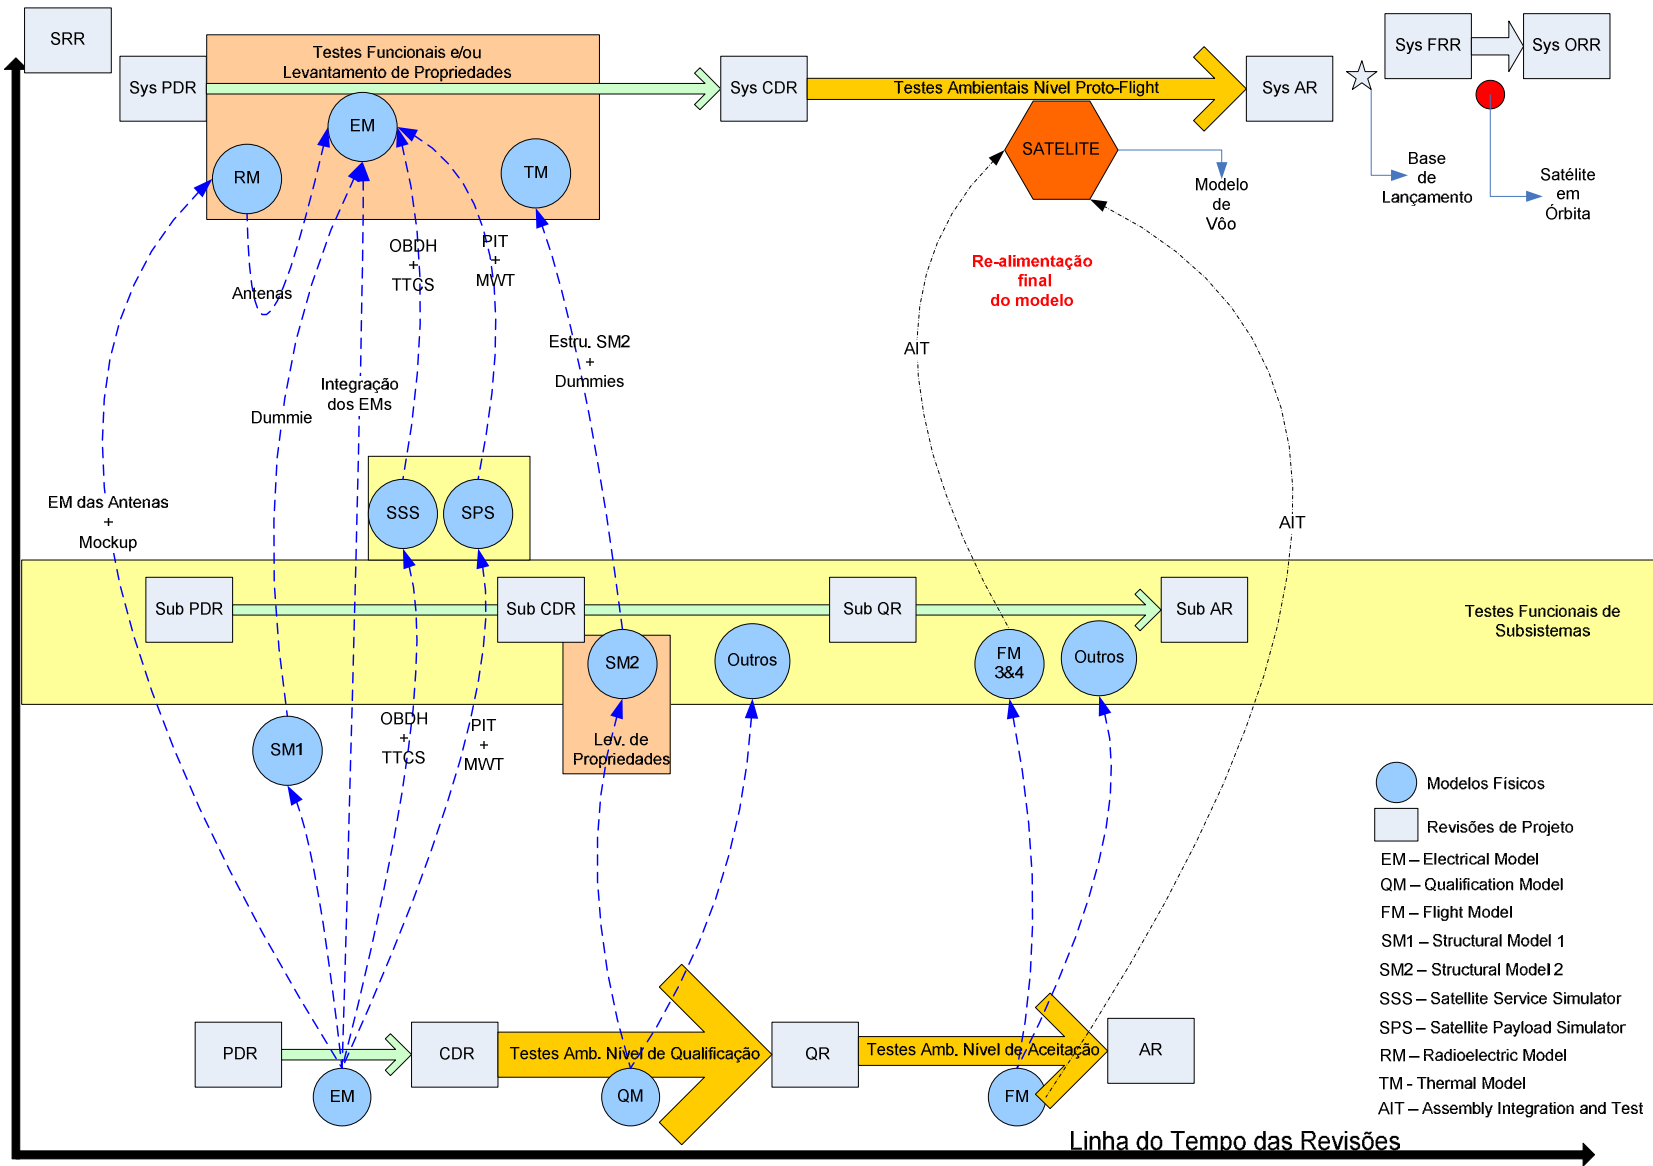 SRR
Sys PDR
Testes Funcionais e/ou
Levantamento de Propriedades
Sys CDR
Testes Ambientais Nível Proto-Flight
Sys AR
Sys FRR
Sys ORR
EM
RM
TM
SATELITE
Modelo
de
Vôo
Base
de
Lançamento
Satélite
em
Órbita
Antenas
OBDH
+
TTCS
PIT
+
MWT
Re-alimentação
final
do modelo
Estru. SM2
+
Dummies
AIT
Integração
dos EMs
Dummie
EM das Antenas
+
Mockup
SSS
SPS
AIT
Sub PDR
Sub CDR
Sub QR
Sub AR
Testes Funcionais de
Subsistemas
SM2
Outros
FM
3&4
Outros
SM1
OBDH
+
TTCS
PIT
+
MWT
Lev. de
Propriedades
Modelos Físicos
Revisões de Projeto
EM – Electrical Model
QM – Qualification Model
FM – Flight Model
SM1 – Structural Model 1
SM2 – Structural Model 2
SSS – Satellite Service Simulator
SPS – Satellite Payload Simulator
RM – Radioelectric Model
TM - Thermal Model
AIT – Assembly Integration and Test
PDR
CDR
Testes Amb. Nível de Qualificação
QR
Testes Amb. Nível de Aceitação
AR
EM
QM
FM
Linha do Tempo das Revisões